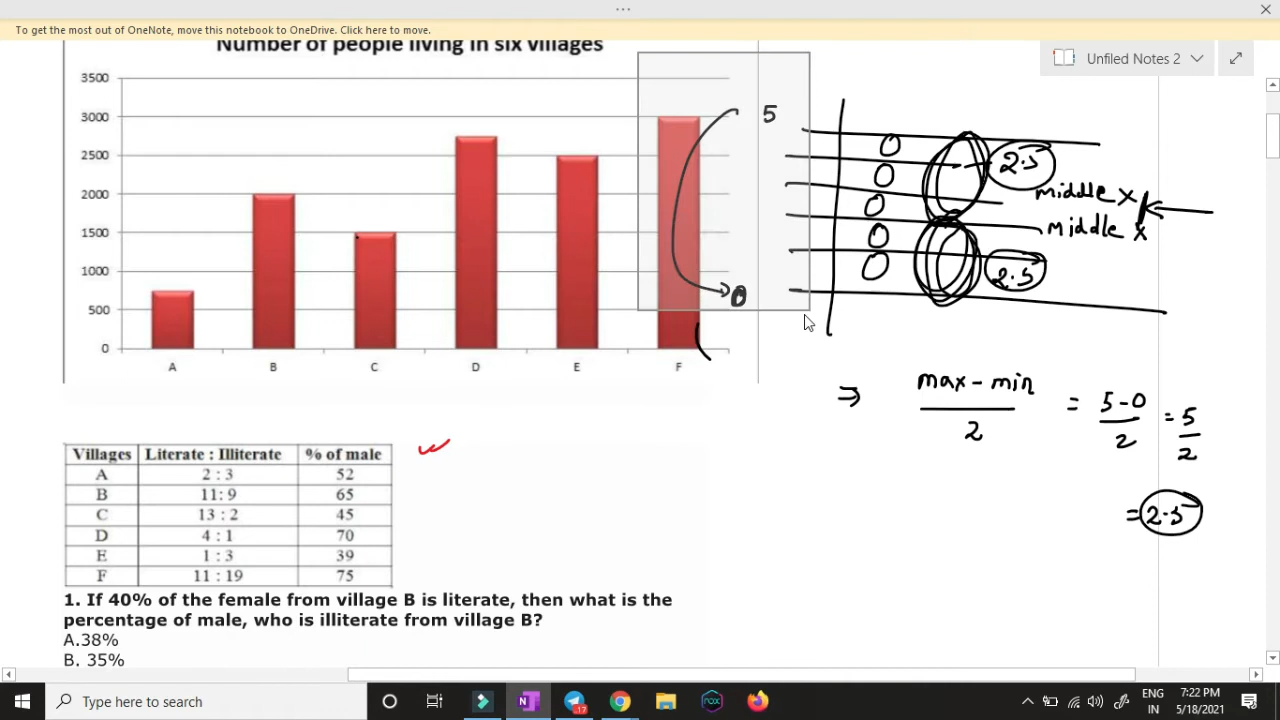 To get the most out of OneNote, move this notebook to OneDrive. Click here to move.
Number of people living in six villages
Unfiled Notes 2
3500
3000
2500
2000
1500
1000
500
0
A B C D E F
5
0
0
0
0
0
0
2.5
middle x
middle x
2.5
⇒ max - min / 2 = 5-0 / 2 = 5 / 2
= 2.5
Villages Literate : Illiterate % of male
A 2 : 3 52
B 11: 9 65
C 13 : 2 45
D 4 : 1 70
E 1 : 3 39
F 11 : 19 75
1. If 40% of the female from village B is literate, then what is the
percentage of male, who is illiterate from village B?
A.38%
B. 35%
Type here to search
17
nox
ENG
IN
7:22 PM
5/18/2021